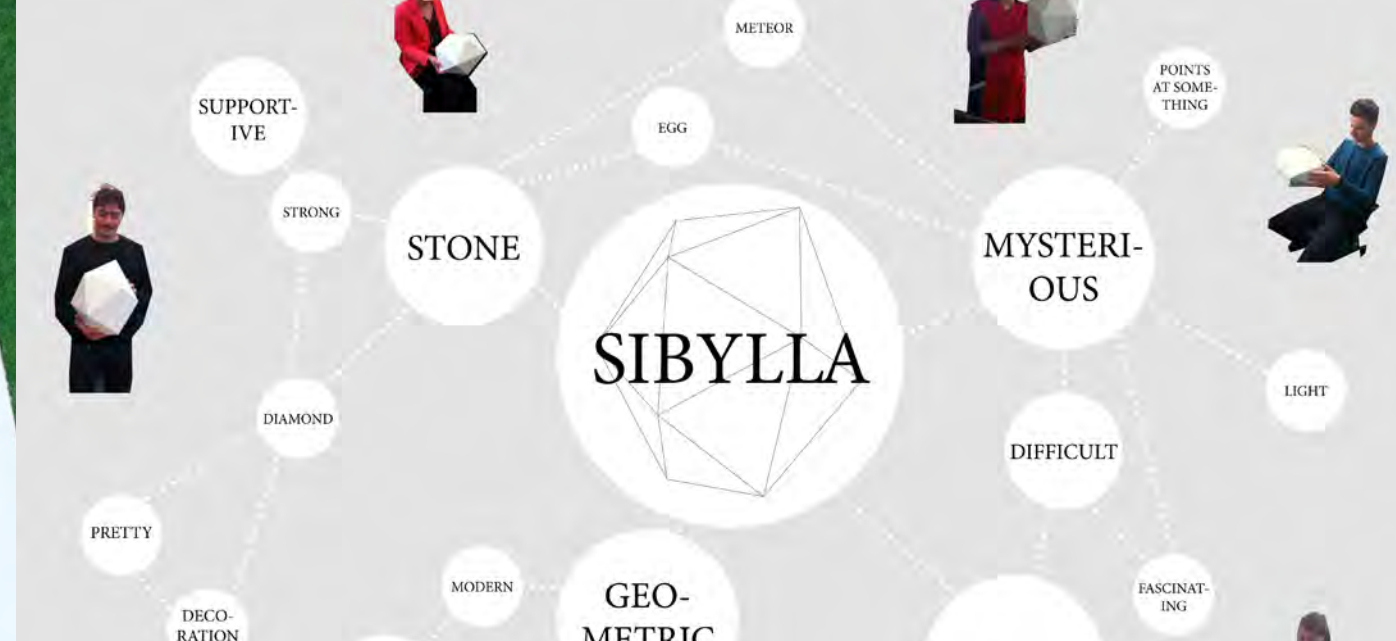 METEOR
POINTS
AT SOME-
THING
SUPPORT-
IVE
EGG
STRONG
STONE
MYSTERI-
OUS
SIBYLLA
LIGHT
DIAMOND
DIFFICULT
PRETTY
MODERN
GEO-
METRIC
FASCINAT-
ING
DECO-
RATION